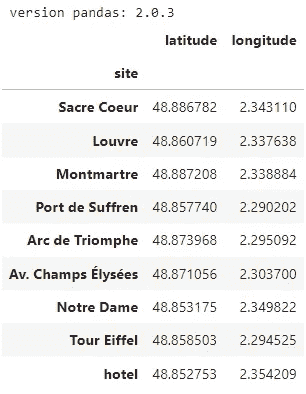 version pandas: 2.0.3
latitude longitude
site
Sacre Coeur 48.886782 2.343110
Louvre 48.860719 2.337638
Montmartre 48.887208 2.338884
Port de Suffren 48.857740 2.290202
Arc de Triomphe 48.873968 2.295092
Av. Champs Élysées 48.871056 2.303700
Notre Dame 48.853175 2.349822
Tour Eiffel 48.858503 2.294525
hotel 48.852753 2.354209